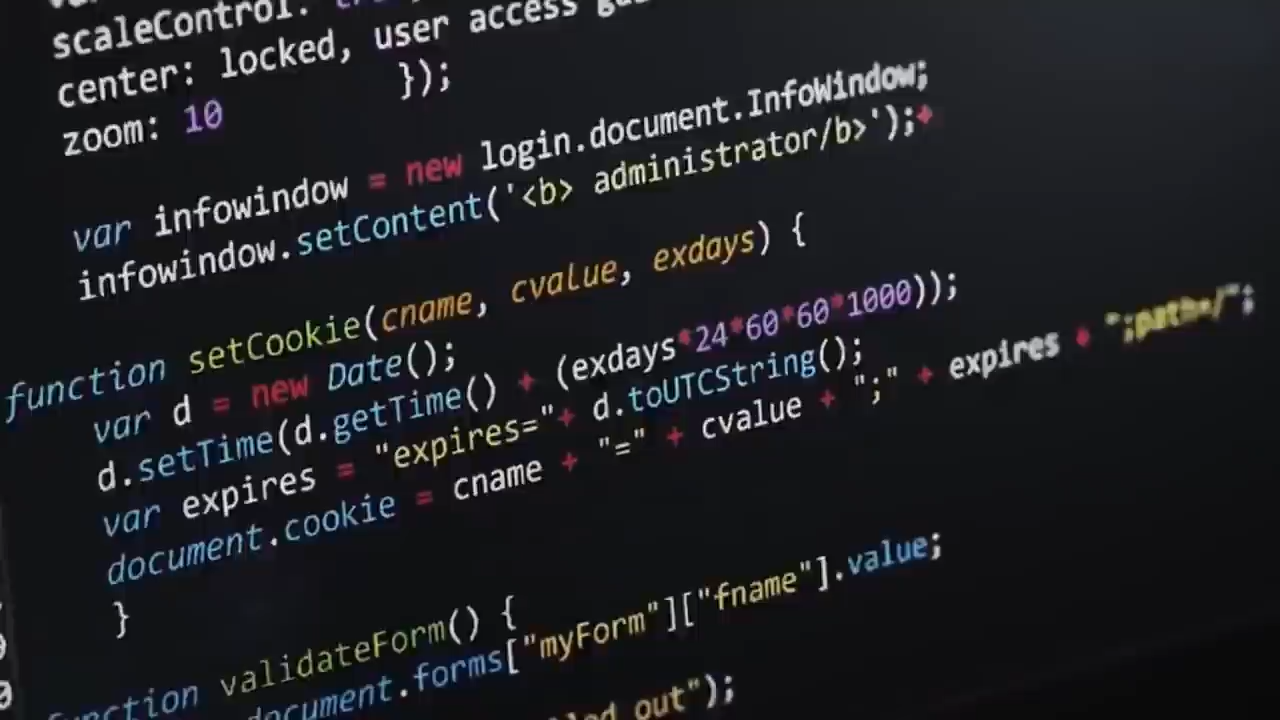 scaleControl:
center: locked, user access
zoom: 10
});
var infowindow = new login.document.InfoWindow;
infowindow.setContent('<b> administrator/b>');+
function setCookie(cname, cvalue, exdays) {
var d = new Date();
d.setTime(d.getTime() + (exdays*24*60*60*1000));
var expires = "expires="+ d.toUTCString();
document.cookie = cname + "=" + cvalue + ";" + expires + ";path=/";
}
function validateForm() {
document.forms["myForm"]["fname"].value;
out");